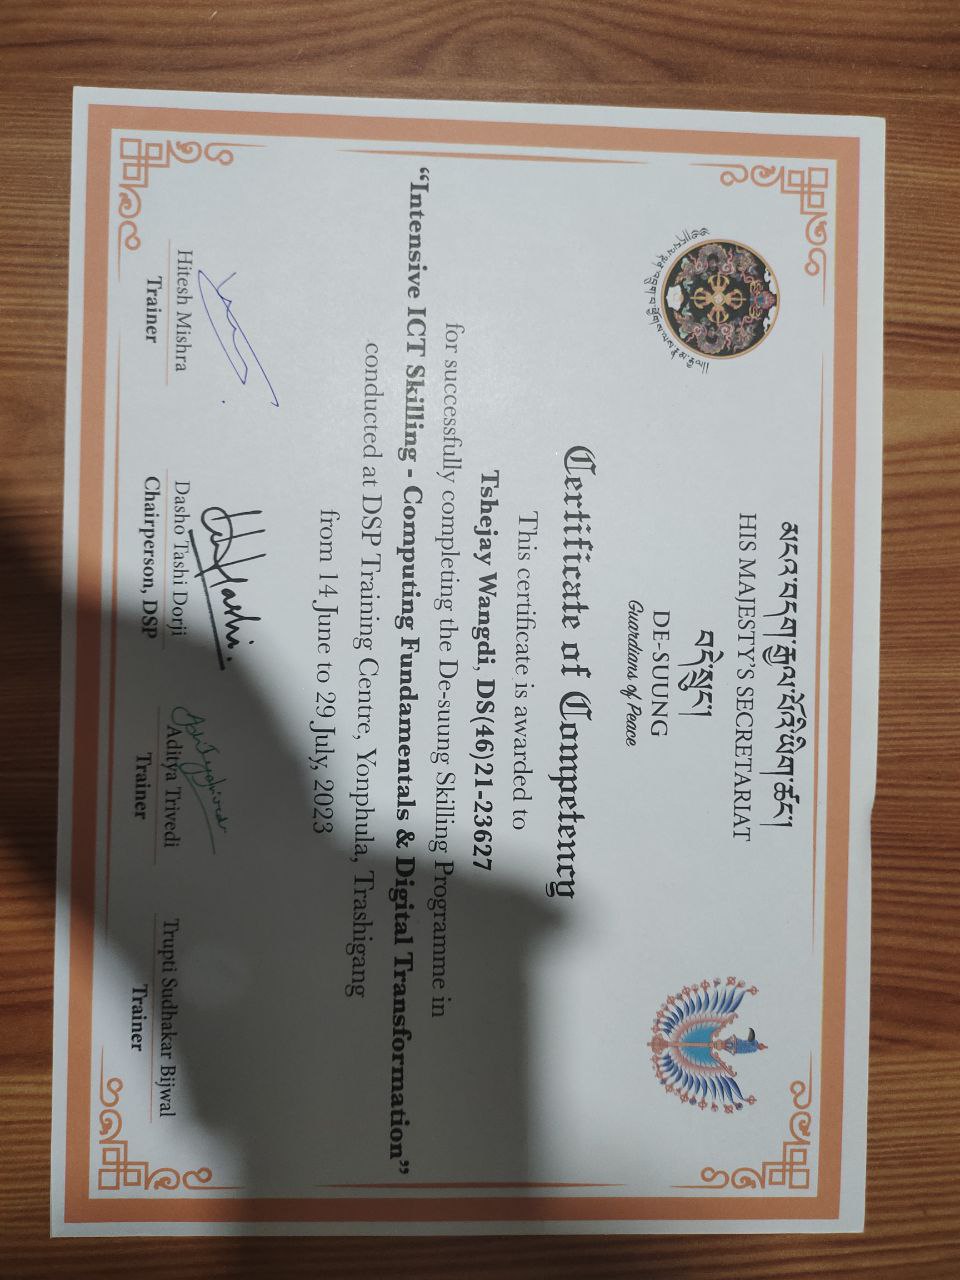 མངའ་བདག་རྒྱལ་པོའི་ཡིག་ཚང།
HIS MAJESTY'S SECRETARIAT
བདེ་སྲུང།
DE-SUUNG
Guardians of Peace
Certificate of Competency
This certificate is awarded to
Tshejay Wangdi, DS(46)21-23627
for successfully completing the De-suung Skilling Programme in
“Intensive ICT Skilling - Computing Fundamentals & Digital Transformation”
conducted at DSP Training Centre, Yonphula, Trashigang
from 14 June to 29 July, 2023
Hitesh Mishra
Trainer
Dasho Tashi Dorji
Chairperson, DSP
Aditya Trivedi
Trainer
Trupti Sudhakar Bijwal
Trainer